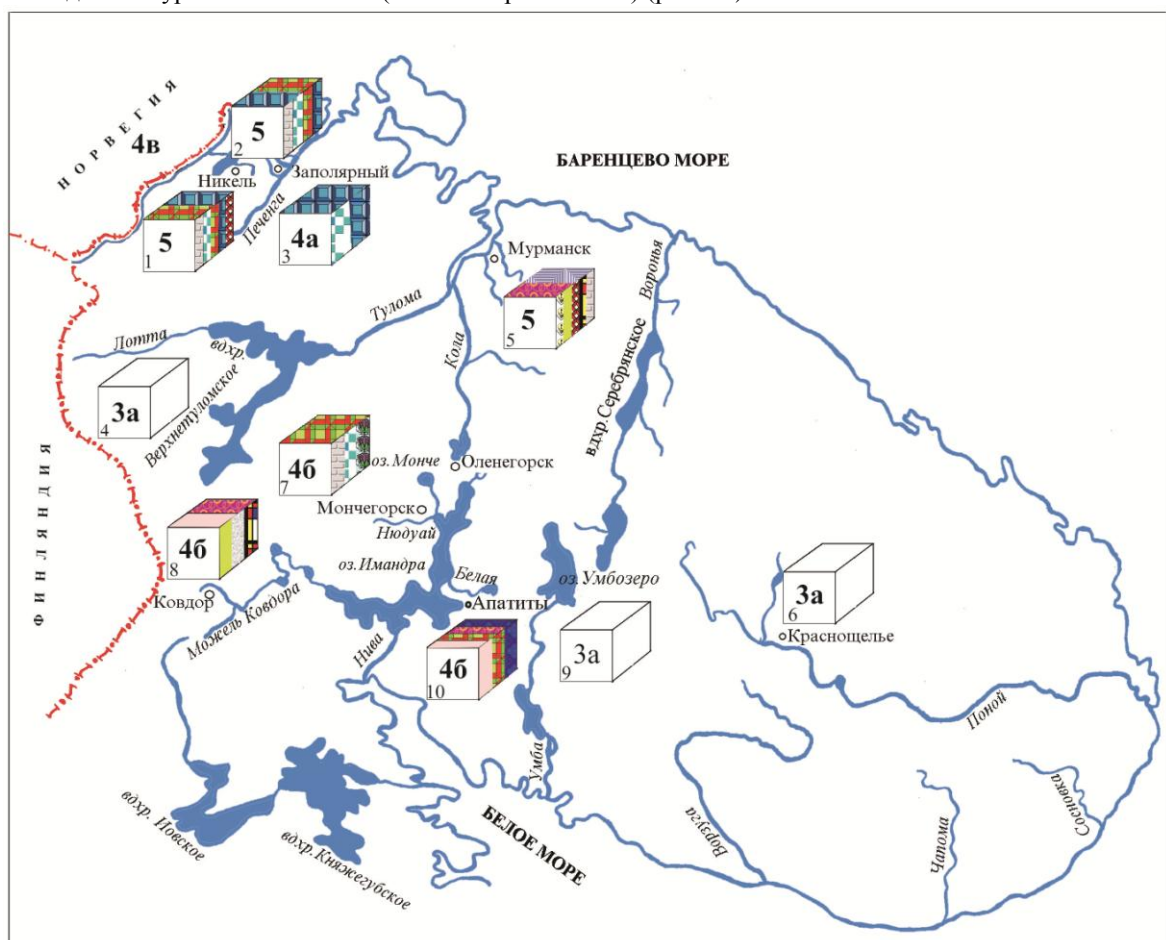 НОРВЕГИЯ
4в
5
2
Никель
Заполярный
Печенга
5
1
4а
3
БАРЕНЦЕВО МОРЕ
Мурманск
5
5
Воронья
Тулома
Кола
вдхр. Серебрянское
Лотта
вдхр.
Верхнетуломское
3а
4
ФИНЛЯНДИЯ
4б
7
оз. Монче
Оленегорск
Мончегорск
Нюдуай
4б
8
Ковдор
Можель Ковдора
оз. Имандра
Белая
Апатиты
оз. Умбозеро
Нива
4б
10
3а
9
3а
6
Краснощелье
Поной
Умба
БЕЛОЕ МОРЕ
вдхр. Иовское
вдхр. Княжегубское
Ворзуга
Чапома
Сосновка